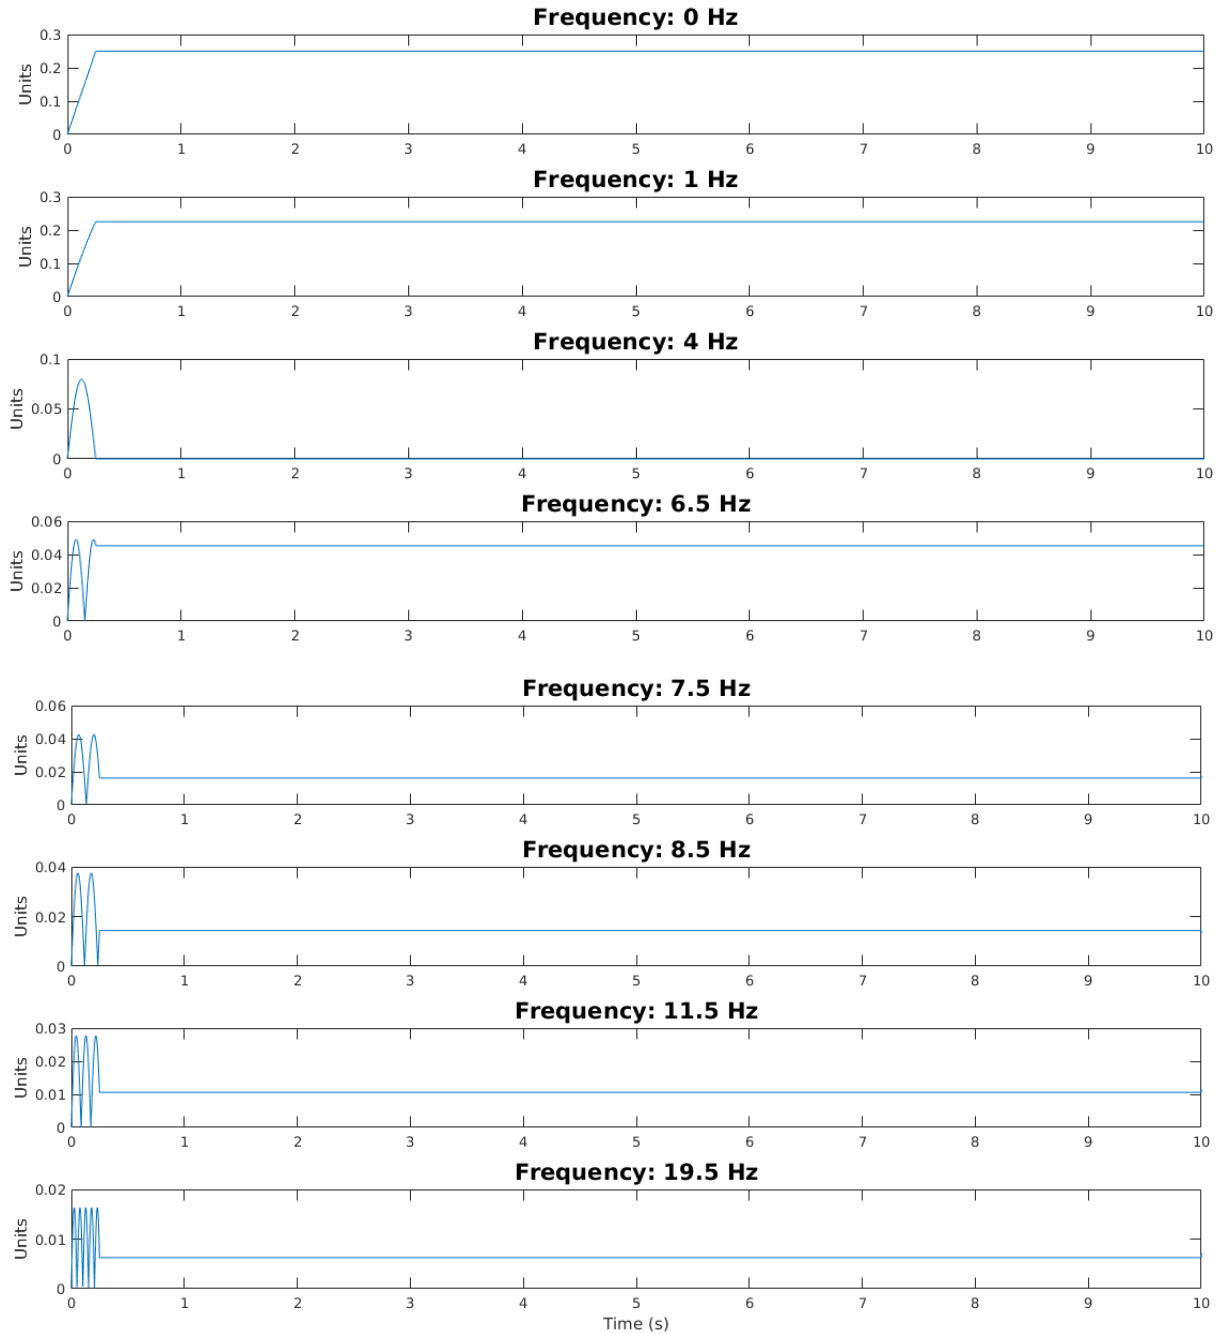 Frequency: 0 Hz
0.3
0.2
0.1
0
Units
0 1 2 3 4 5 6 7 8 9 10
Frequency: 1 Hz
0.3
0.2
0.1
0
Units
0 1 2 3 4 5 6 7 8 9 10
Frequency: 4 Hz
0.1
0.05
0
Units
0 1 2 3 4 5 6 7 8 9 10
Frequency: 6.5 Hz
0.06
0.04
0.02
0
Units
0 1 2 3 4 5 6 7 8 9 10
Frequency: 7.5 Hz
0.06
0.04
0.02
0
Units
0 1 2 3 4 5 6 7 8 9 10
Frequency: 8.5 Hz
0.04
0.02
0
Units
0 1 2 3 4 5 6 7 8 9 10
Frequency: 11.5 Hz
0.03
0.02
0.01
0
Units
0 1 2 3 4 5 6 7 8 9 10
Frequency: 19.5 Hz
0.02
0.01
0
Units
0 1 2 3 4 5 6 7 8 9 10
Time (s)